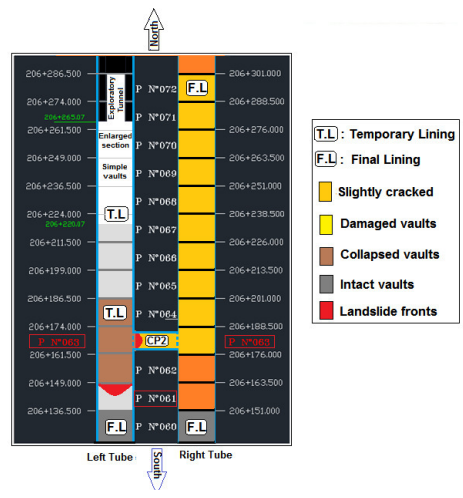 North
206+286.500
P N°072
F.L
206+301.000
Exploratory
Tunnel
206+274.000
206+288.500
206+265.07
P N°071
206+261.500
Enlarged
section
206+276.000
P N°070
206+249.000
Simple
vaults
206+263.500
P N°069
206+236.500
206+251.000
P N°068
206+224.000
T.L
206+238.500
206+220.07
P N°067
206+211.500
206+226.000
P N°066
206+199.000
206+213.500
P N°065
206+186.500
206+201.000
T.L
P N°064
206+174.000
206+188.500
P N°063
CP2
P N°063
206+161.500
206+176.000
P N°062
206+149.000
206+163.500
P N°061
206+136.500
206+151.000
F.L
P N°060
F.L
Left Tube
South
Right Tube
T.L : Temporary Lining
F.L : Final Lining
Slightly cracked
Damaged vaults
Collapsed vaults
Intact vaults
Landslide fronts